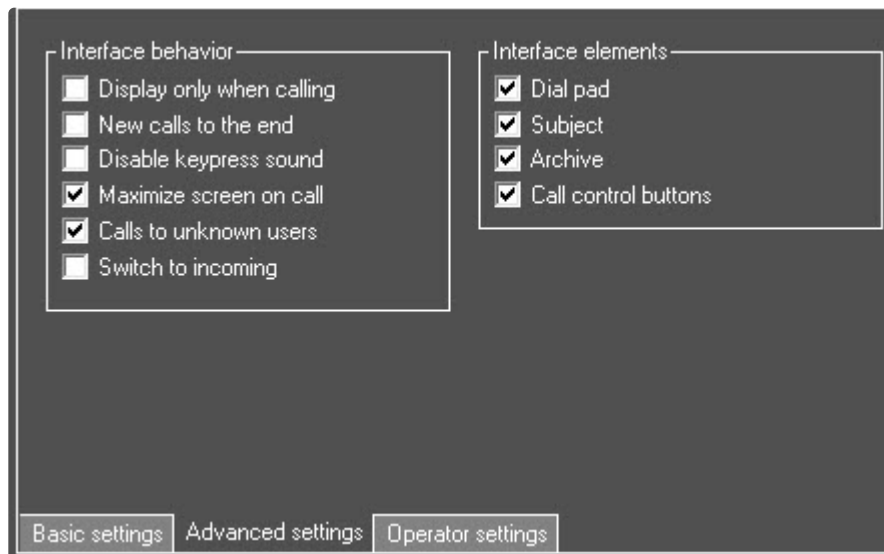 Interface behavior
Display only when calling
New calls to the end
Disable keypress sound
Maximize screen on call
Calls to unknown users
Switch to incoming
Interface elements
Dial pad
Subject
Archive
Call control buttons
Basic settings
Advanced settings
Operator settings